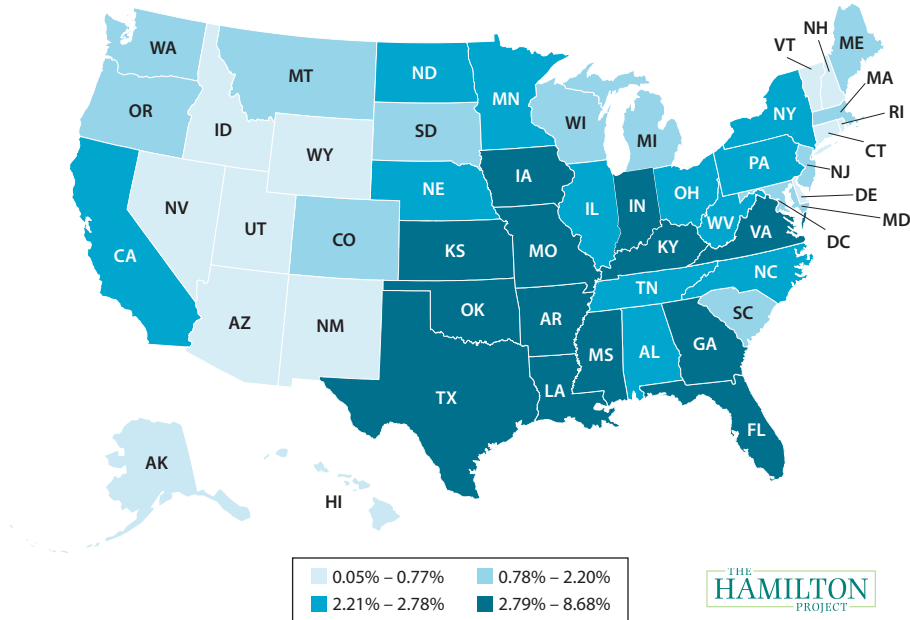 WA
MT
ND
MN
OR
ID
SD
WI
MI
WY
NE
IA
NV
UT
CO
CA
KS
MO
IL
IN
OH
KY
WV
VA
PA
NY
VT
NH
ME
MA
RI
CT
NJ
DE
MD
DC
AZ
NM
OK
AR
TN
NC
SC
TX
LA
MS
AL
GA
FL
AK
HI
0.05% – 0.77%
0.78% – 2.20%
2.21% – 2.78%
2.79% – 8.68%
THE
HAMILTON
PROJECT